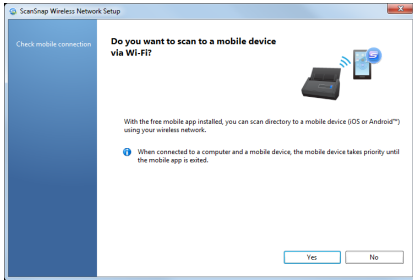 ScanSnap Wireless Network Setup
Check mobile connection
Do you want to scan to a mobile device
via Wi-Fi?
With the free mobile app installed, you can scan directory to a mobile device (iOS or Android™)
using your wireless network.
When connected to a computer and a mobile device, the mobile device takes priority until
the mobile app is exited.
Yes
No